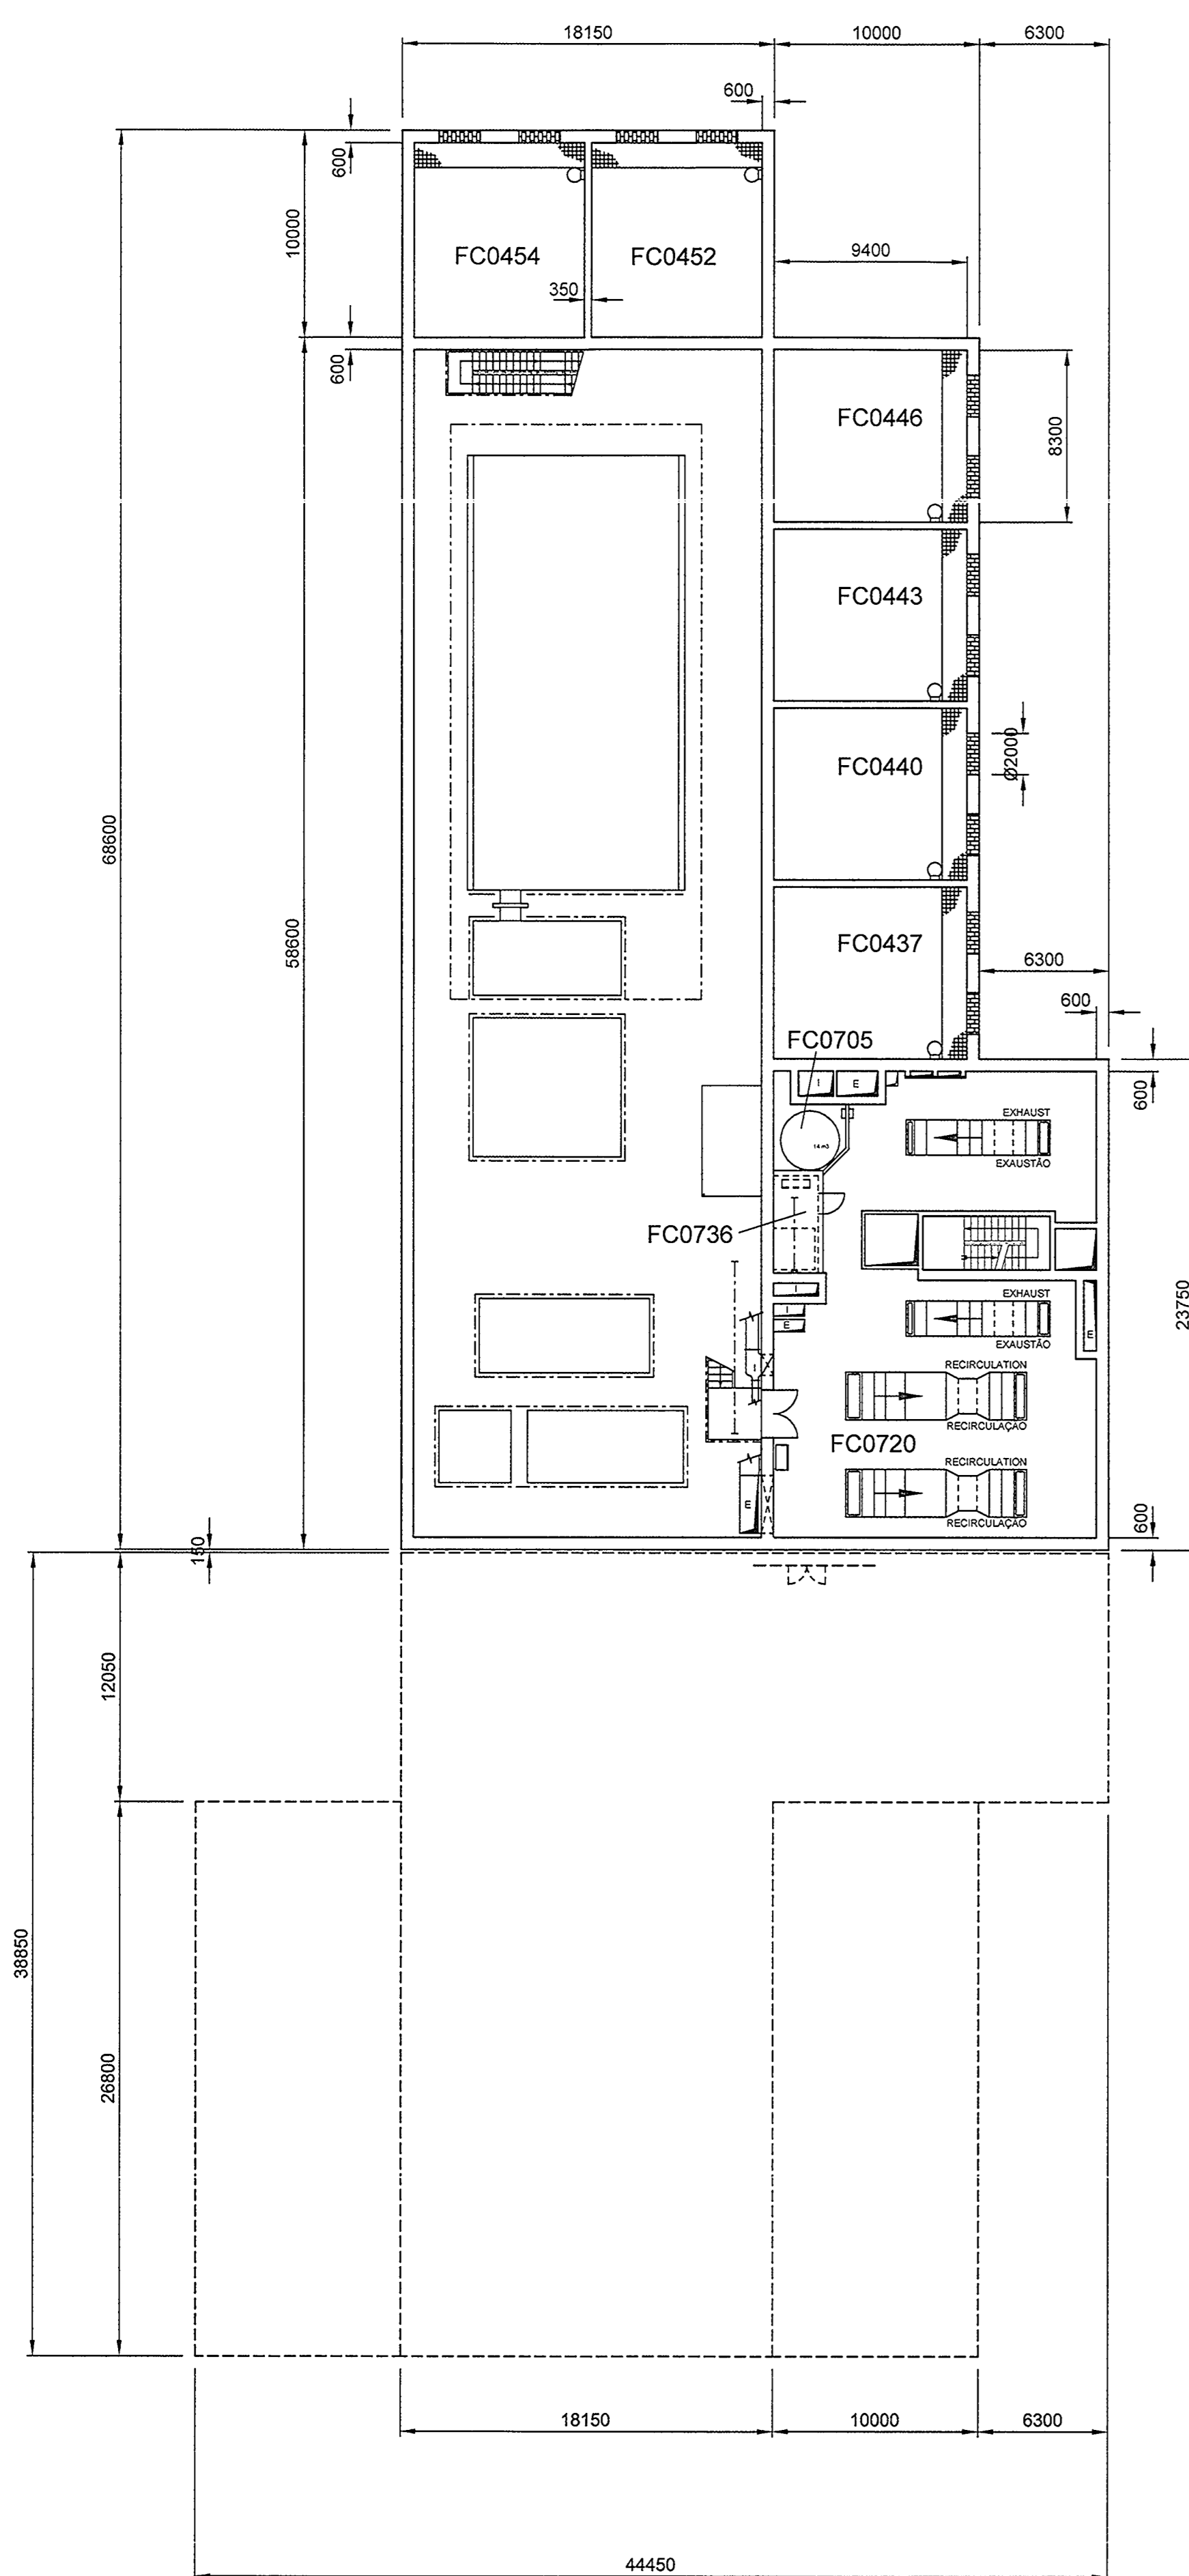 18150
10000
6300
600
600
10000
FC0454
FC0452
9400
350
600
FC0446
8300
FC0443
Ø2000
FC0440
68600
58600
FC0437
6300
600
FC0705
I
E
600
EXHAUST
14 m3
EXAUSTÃO
FC0736
I
EXHAUST
I
E
E
23750
EXAUSTÃO
I
RECIRCULATION
RECIRCULAÇÃO
FC0720
RECIRCULATION
E
RECIRCULAÇÃO
600
150
12050
38850
26800
18150
10000
6300
44450